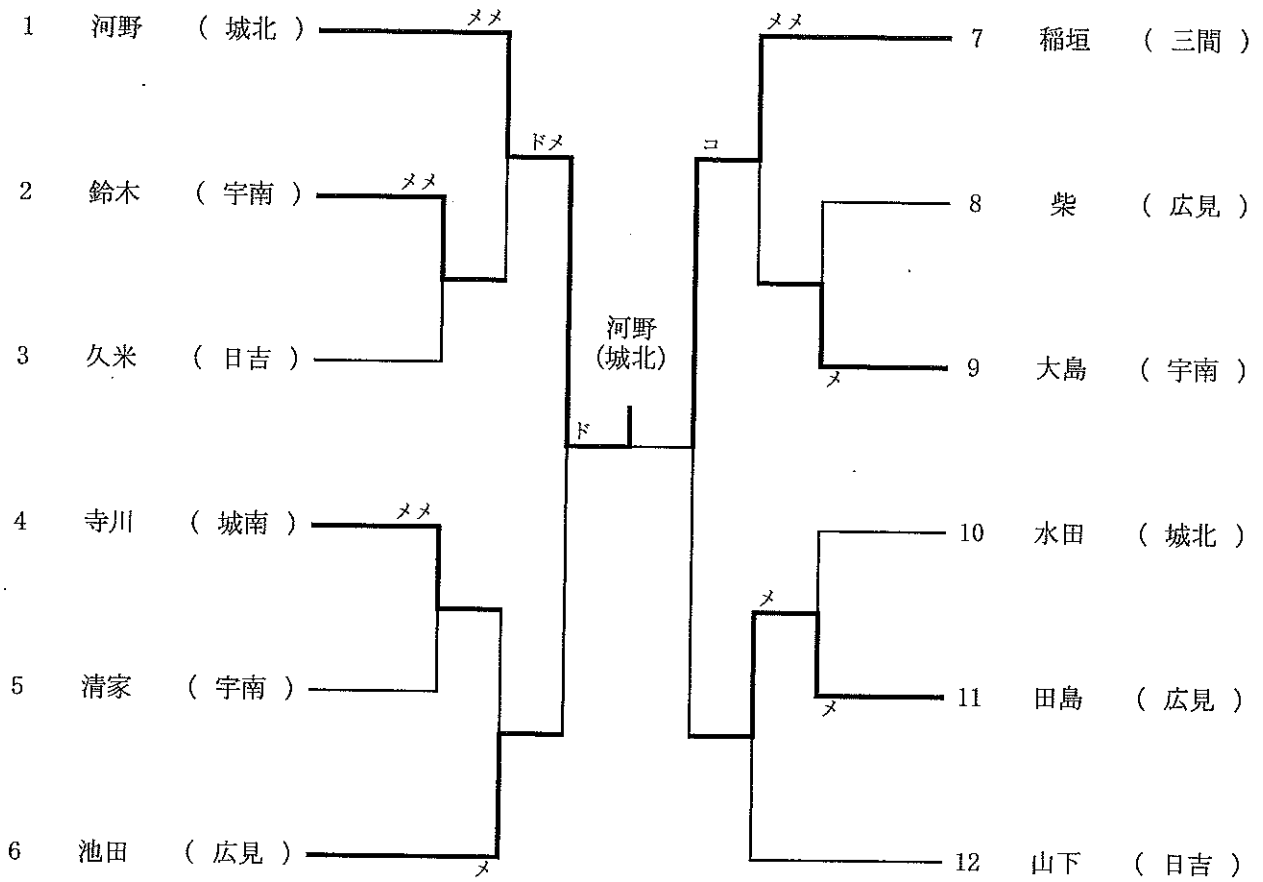 1 河野 ( 城北 ) メメ
2 鈴木 ( 宇南 ) メメ
3 久米 ( 日吉 )
4 寺川 ( 城南 ) メメ
5 清家 ( 宇南 )
6 池田 ( 広見 ) メ
ドメ
ド
河野
(城北)
コ
メメ 7 稲垣 ( 三間 )
8 柴 ( 広見 )
メ 9 大島 ( 宇南 )
10 水田 ( 城北 )
メ
メ 11 田島 ( 広見 )
12 山下 ( 日吉 )